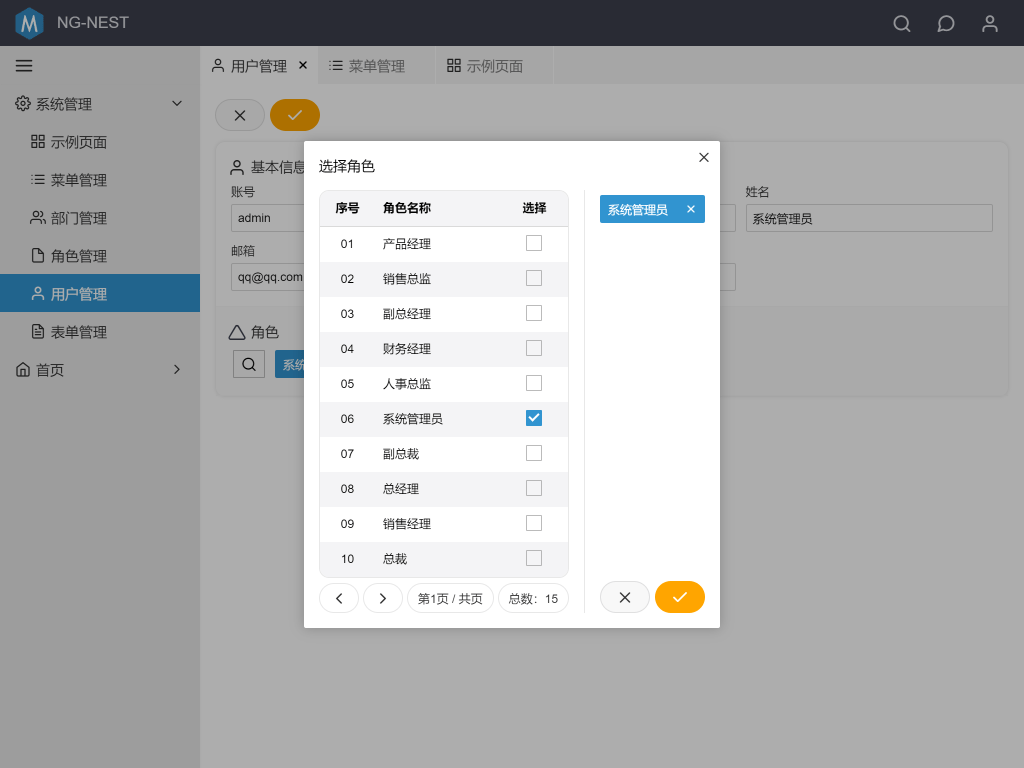 NG-NEST
系统管理
示例页面
菜单管理
部门管理
角色管理
用户管理
表单管理
首页
用户管理
菜单管理
示例页面
基本信息
账号
姓名
admin
系统管理员
邮箱
qq@qq.com
角色
系统
选择角色
序号 角色名称 选择
01 产品经理
02 销售总监
03 副总经理
04 财务经理
05 人事总监
06 系统管理员
07 副总裁
08 总经理
09 销售经理
10 总裁
第1页 / 共页
总数: 15
系统管理员